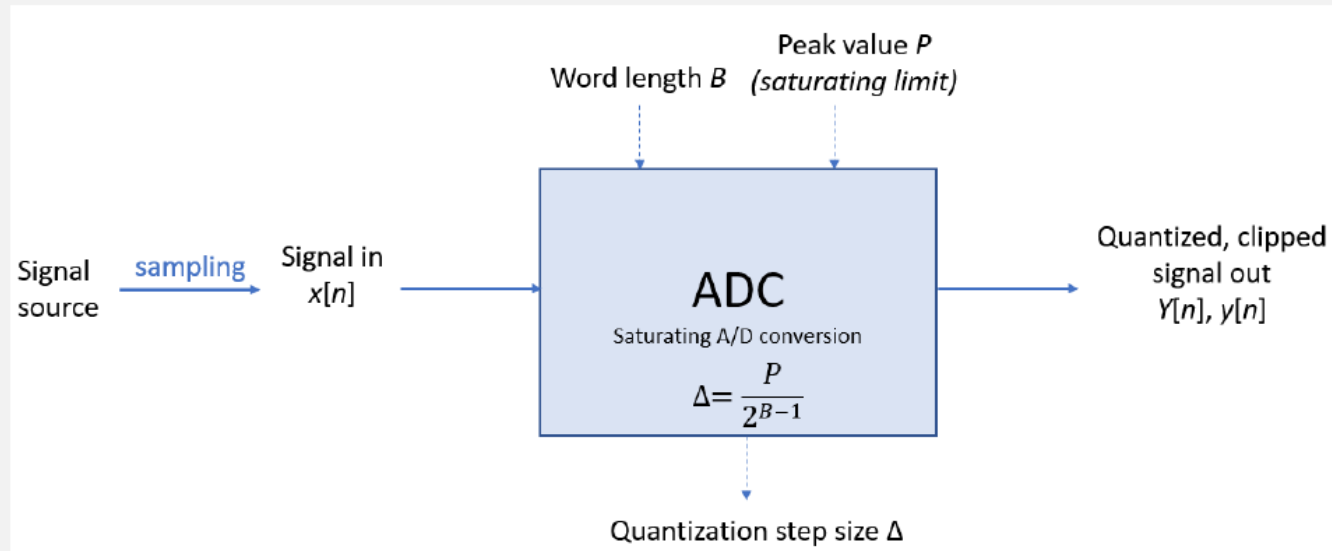 Peak value P
Word length B (saturating limit)
Signal source
sampling
Signal in
x[n]
ADC
Saturating A/D conversion
Δ= P / 2^{B−1}
Quantized, clipped
signal out
Y[n], y[n]
Quantization step size Δ